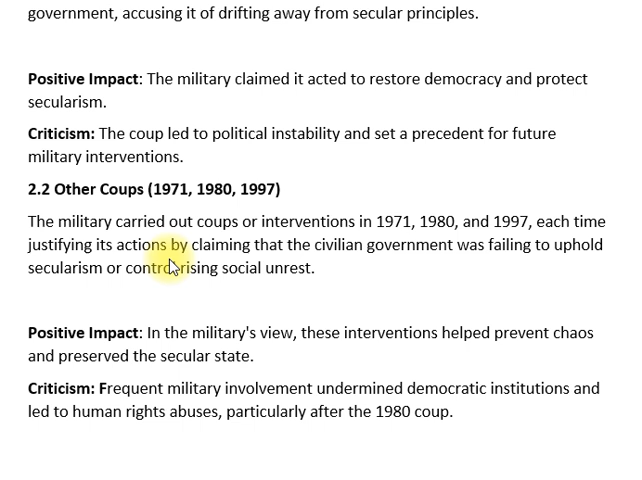 government, accusing it of drifting away from secular principles.
Positive Impact: The military claimed it acted to restore democracy and protect
secularism.
Criticism: The coup led to political instability and set a precedent for future
military interventions.
2.2 Other Coups (1971, 1980, 1997)
The military carried out coups or interventions in 1971, 1980, and 1997, each time
justifying its actions by claiming that the civilian government was failing to uphold
secularism or control rising social unrest.
Positive Impact: In the military's view, these interventions helped prevent chaos
and preserved the secular state.
Criticism: Frequent military involvement undermined democratic institutions and
led to human rights abuses, particularly after the 1980 coup.